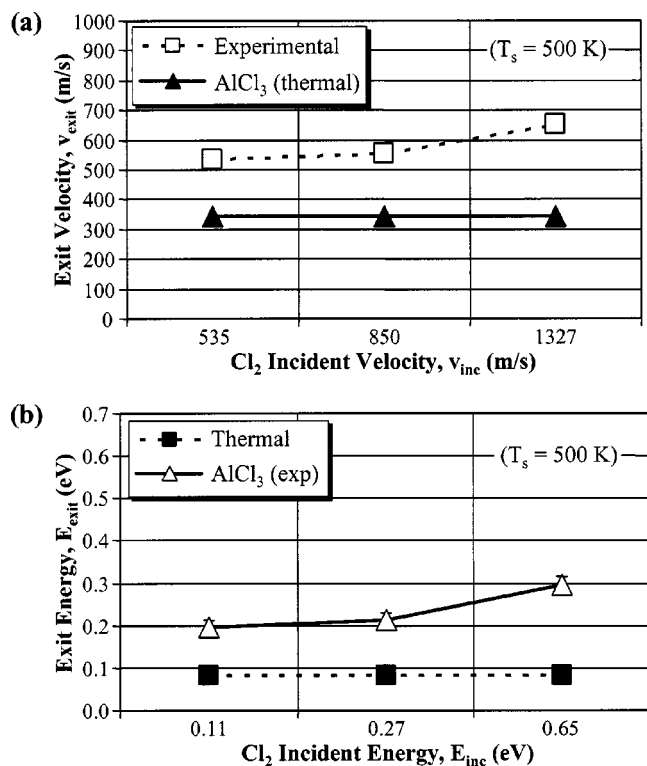 (a)
1000
900
800
700
600
500
400
300
200
100
0
Exit Velocity, v_exit (m/s)
Experimental
AlCl₃ (thermal)
(Tₛ = 500 K)
535
850
1327
Cl₂ Incident Velocity, v_inc (m/s)
(b)
0.7
0.6
0.5
0.4
0.3
0.2
0.1
0.0
Exit Energy, E_exit (eV)
Thermal
AlCl₃ (exp)
(Tₛ = 500 K)
0.11
0.27
0.65
Cl₂ Incident Energy, E_inc (eV)